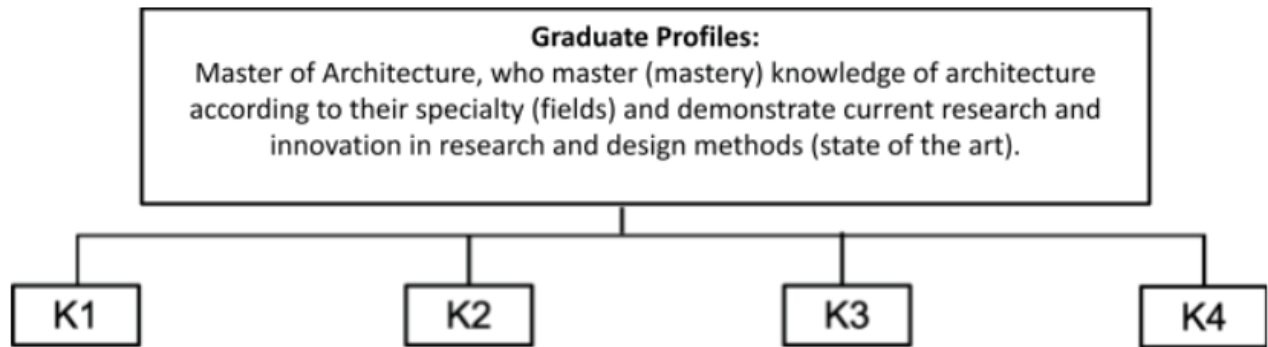 Graduate Profiles:
Master of Architecture, who master (mastery) knowledge of architecture
according to their specialty (fields) and demonstrate current research and
innovation in research and design methods (state of the art).
K1 K2 K3 K4